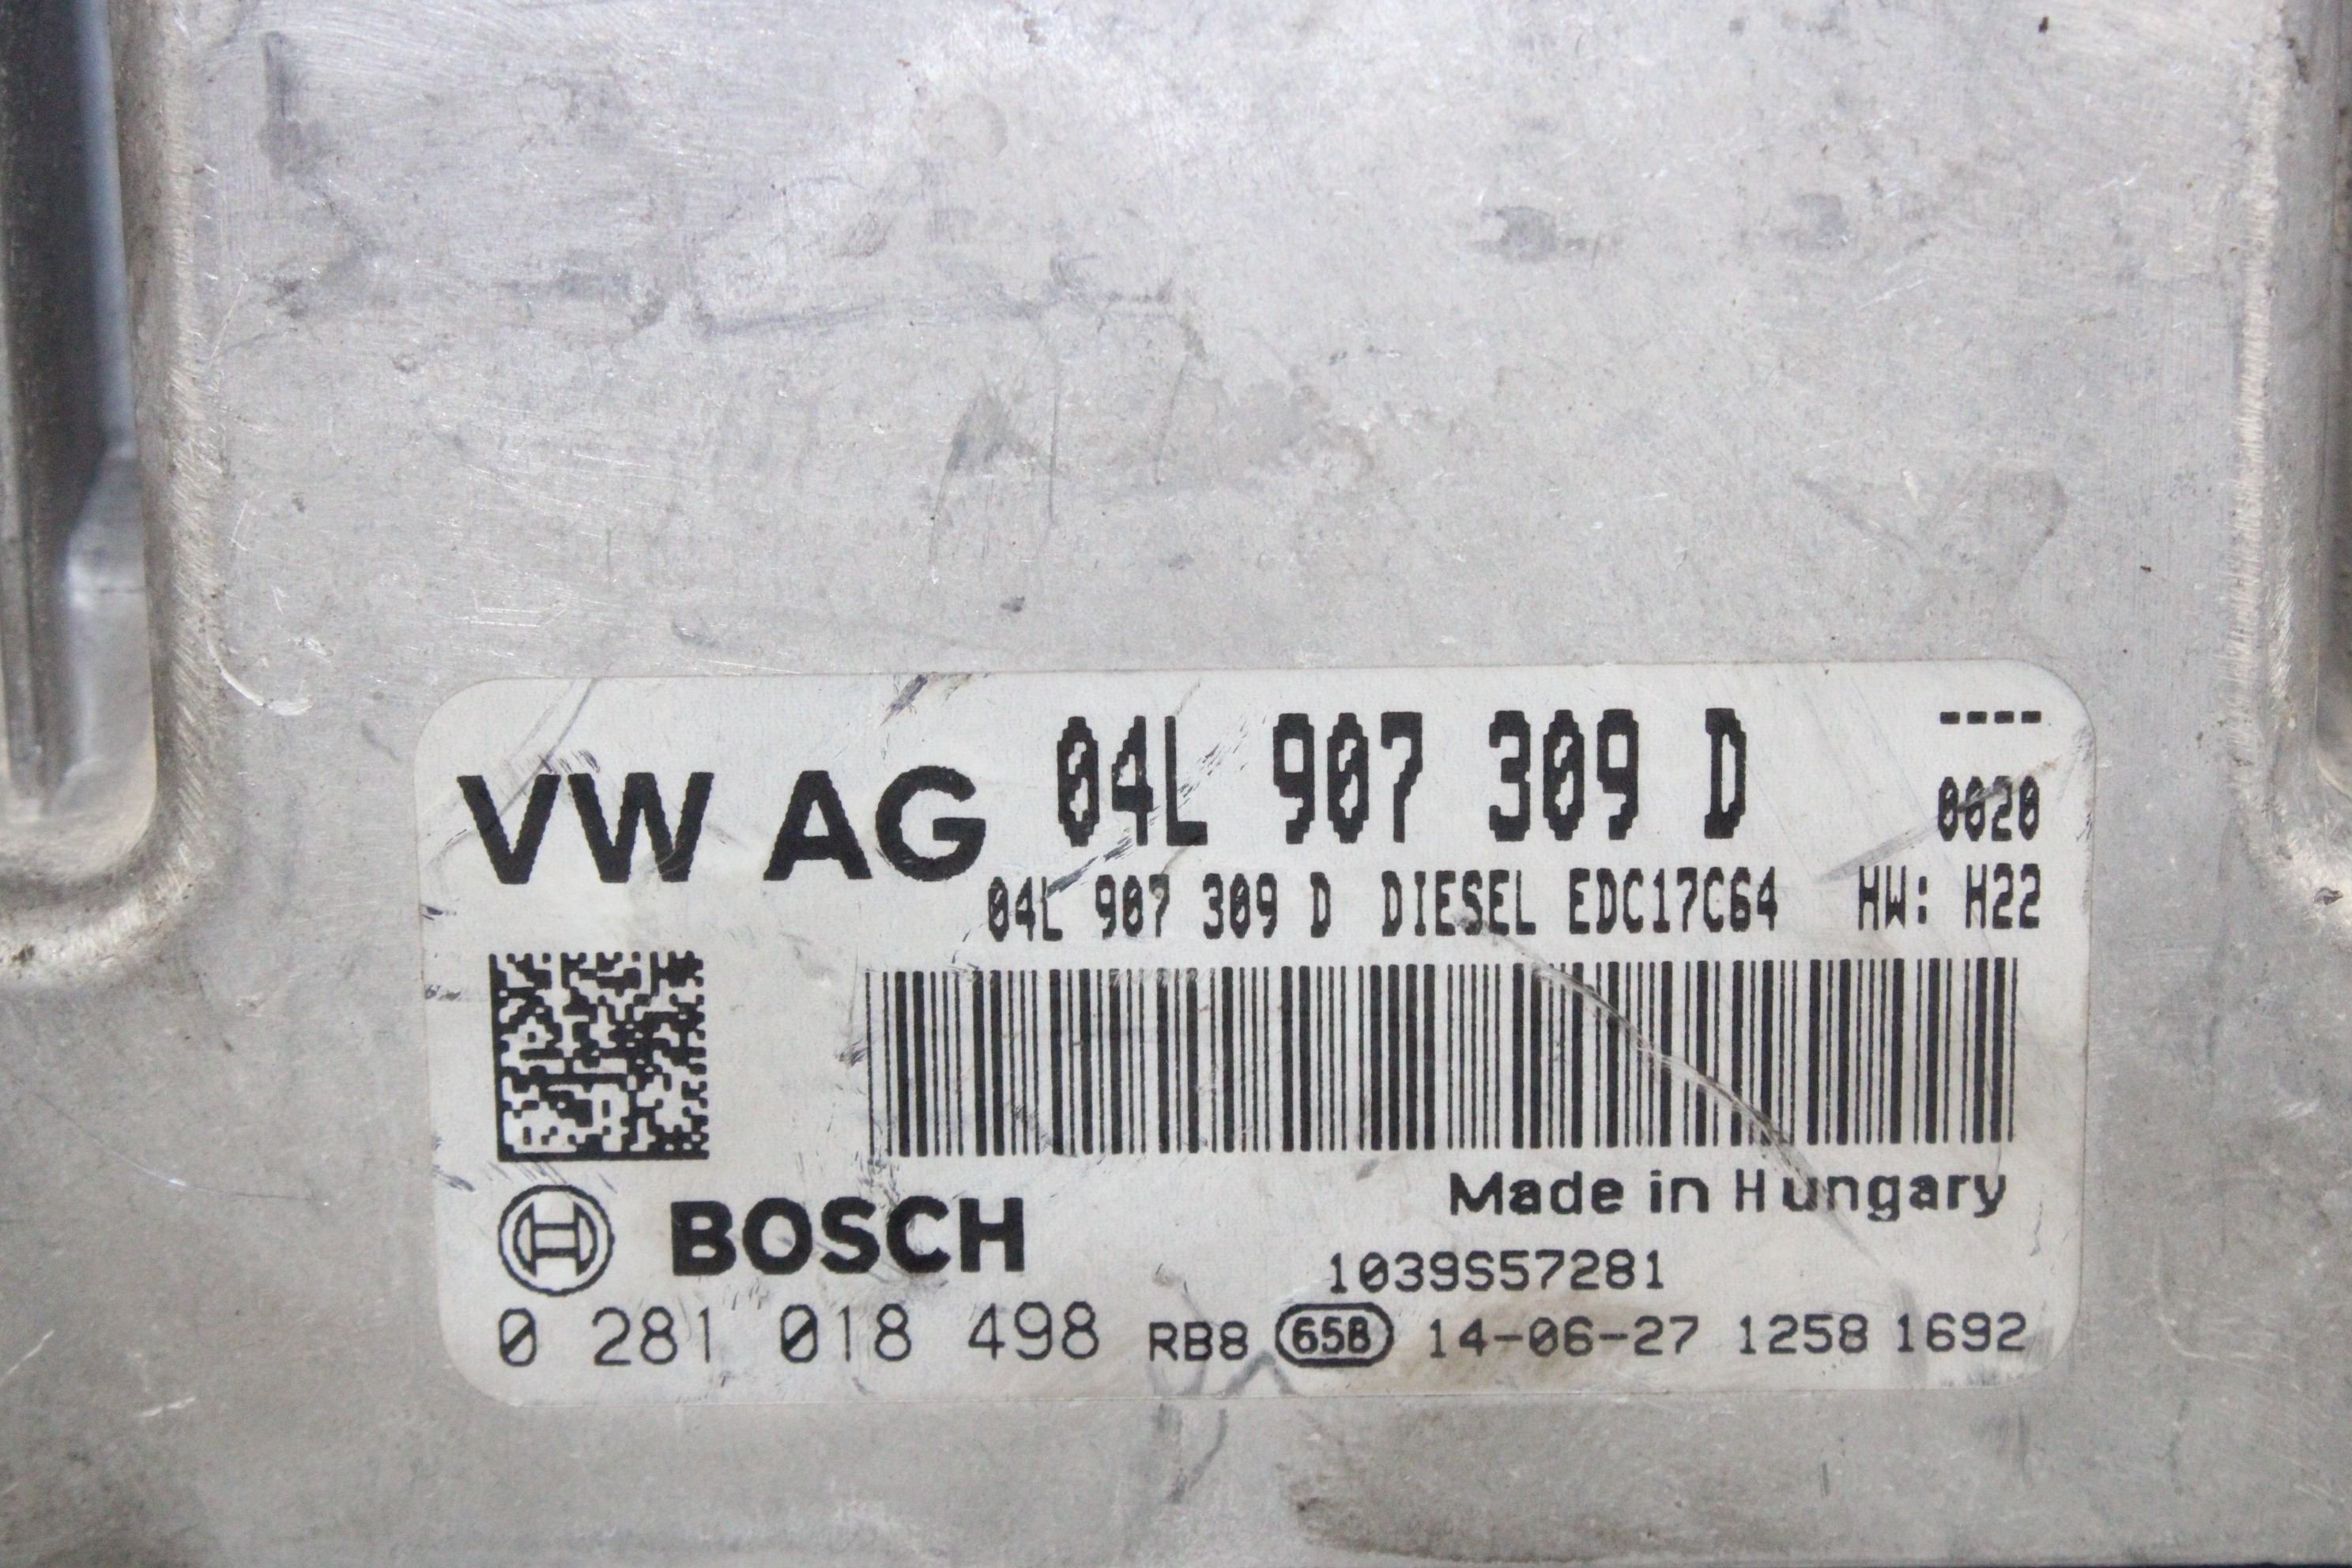 VW AG 04L 907 309 D ----
0020
04L 907 309 D DIESEL EDC17C64 HW: H22
Made in Hungary
BOSCH
1039S57281
0 281 018 498 RB8 658 14-06-27 1258 1692